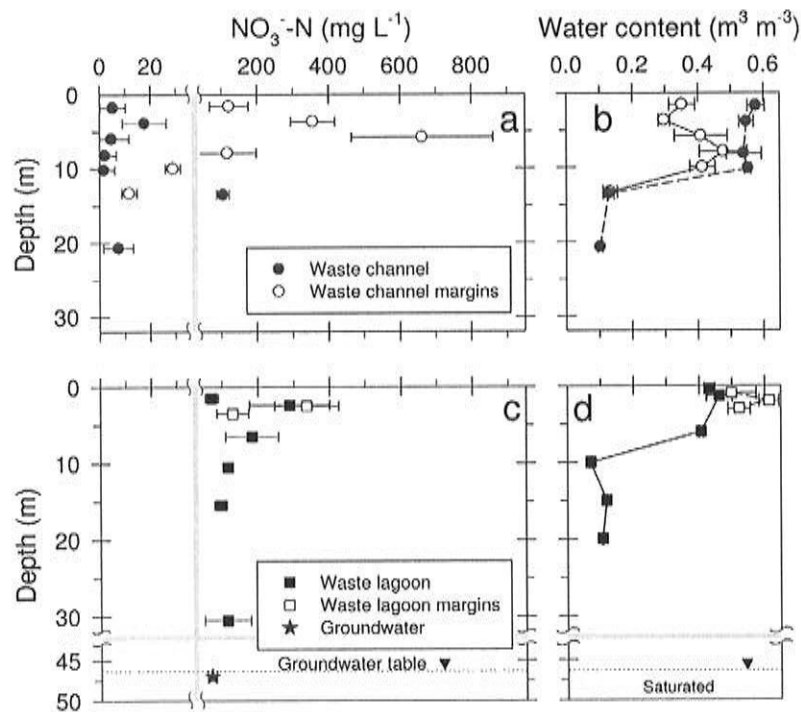 NO₃⁻-N (mg L⁻¹)
Water content (m³ m⁻³)
0 20 200 400 600 800
0.0 0.2 0.4 0.6
0
10
20
30
Depth (m)
a
b
Waste channel
Waste channel margins
0
10
20
30
45
50
Depth (m)
c
d
Waste lagoon
Waste lagoon margins
Groundwater
Groundwater table
Saturated